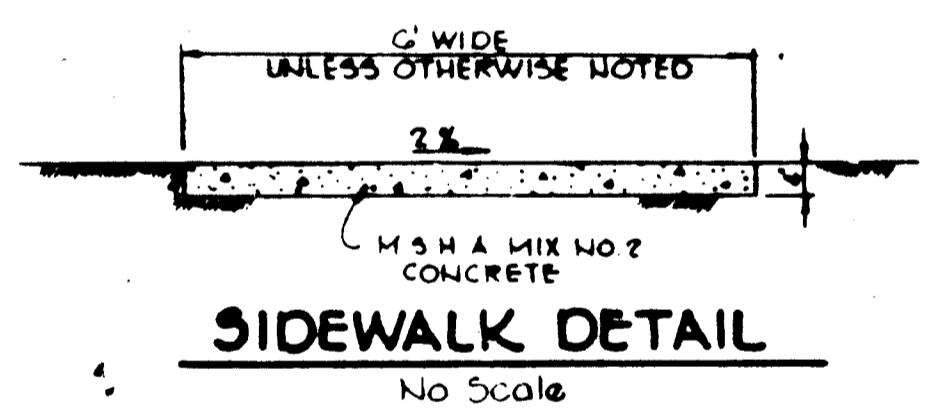 6' WIDE
UNLESS OTHERWISE NOTED
2%
M S H A MIX NO. 2
CONCRETE
SIDEWALK DETAIL
No Scale